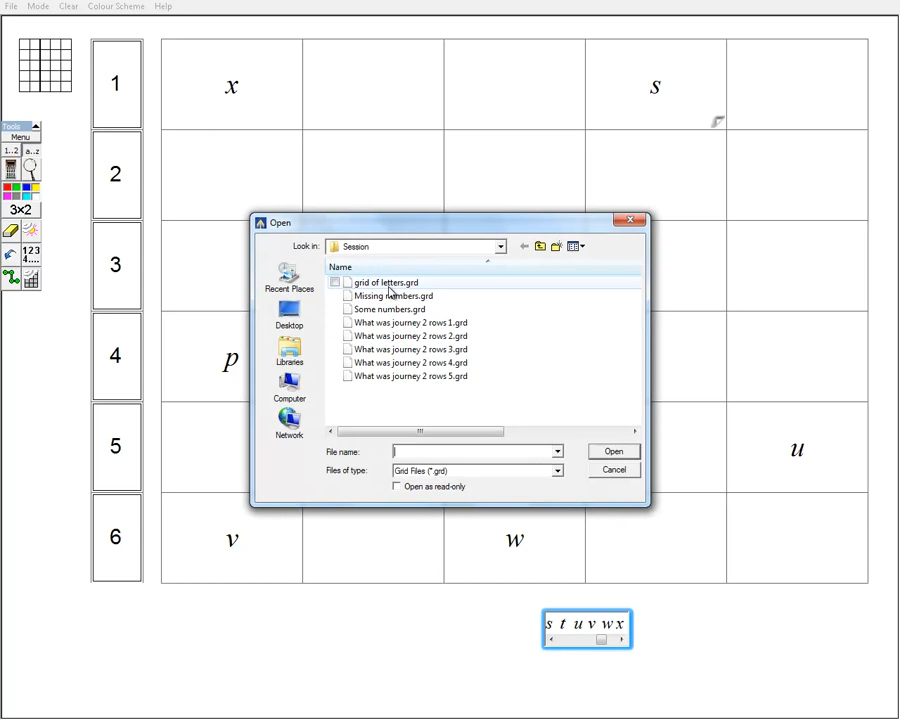 File Mode Clear Colour Scheme Help
1 x s
Tools
Menu
1..2 a..z
2
3×2
1 2 3
4....
3
Open
Look in: Session
Name
Recent Places
Desktop
Libraries
Computer
Network
grid of letters.grd
Missing numbers.grd
Some numbers.grd
What was journey 2 rows 1.grd
What was journey 2 rows 2.grd
What was journey 2 rows 3.grd
What was journey 2 rows 4.grd
What was journey 2 rows 5.grd
File name: Open
Files of type: Grid Files (*.grd) Cancel
Open as read-only
4 p
5 u
6 v w
s t u v w x